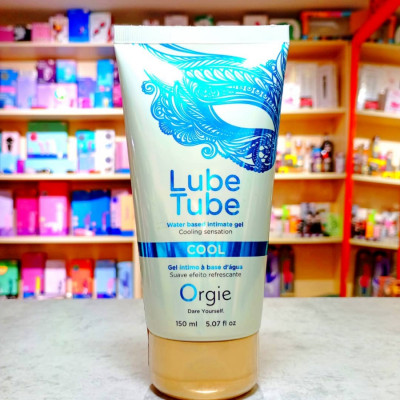 Lube
Tube
Water based intimate gel
Cooling sensation
COOL
Gel íntimo à base d'água
Suave efeito refrescante
Orgie
Dare Yourself.
150 ml 5.07 fl oz